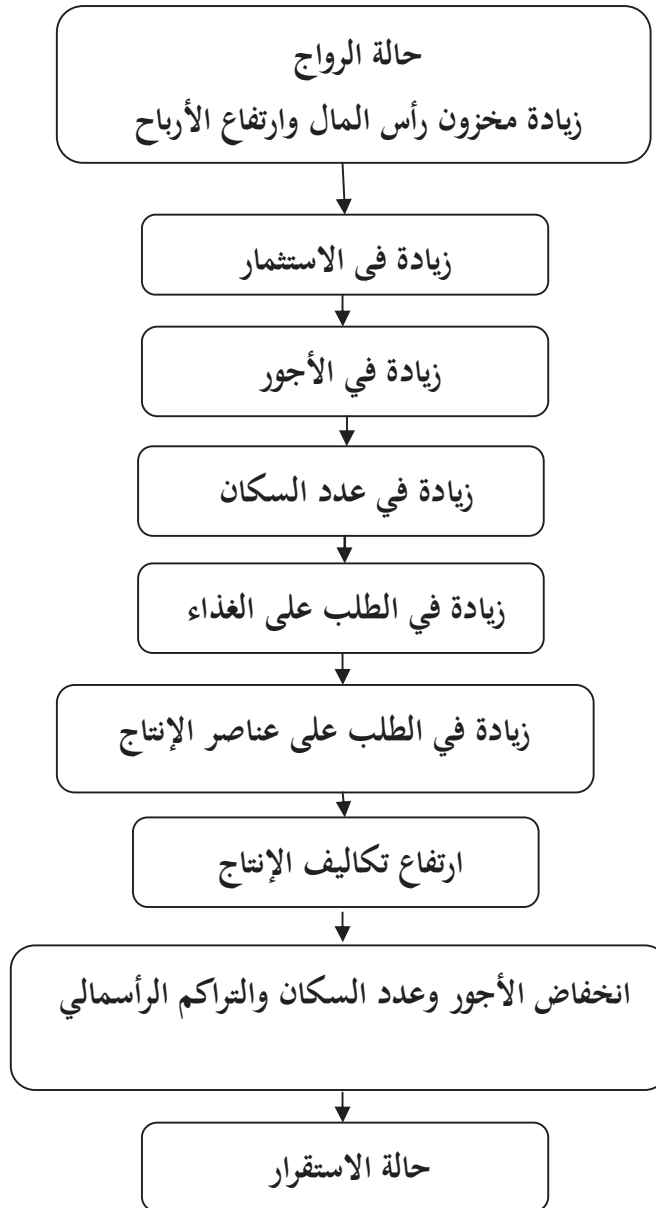 حالة الرواج
زيادة مخزون رأس المال وارتفاع الأرباح
زيادة فى الاستثمار
زيادة في الأجور
زيادة في عدد السكان
زيادة في الطلب على الغذاء
زيادة في الطلب على عناصر الإنتاج
ارتفاع تكاليف الإنتاج
انخفاض الأجور وعدد السكان والتراكم الرأسمالي
حالة الاستقرار